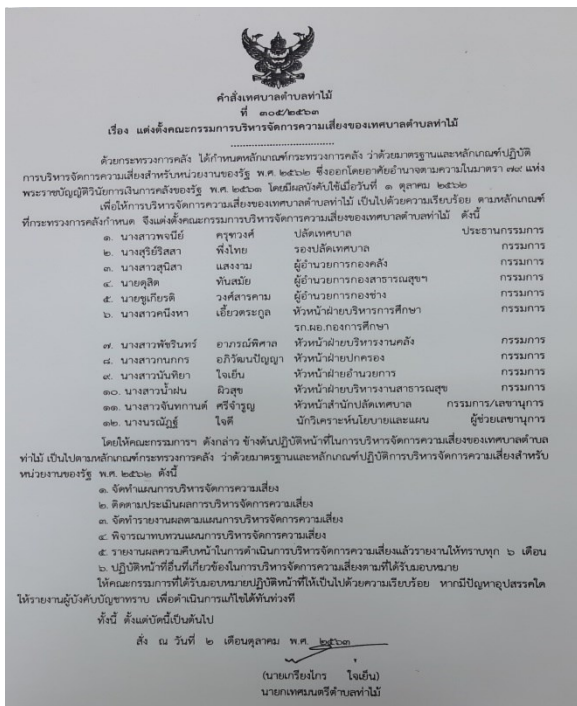 คำสั่งเทศบาลตำบลท่าไม้
ที่ ๓๐๕/๒๕๖๓
เรื่อง แต่งตั้งคณะกรรมการบริหารจัดการความเสี่ยงของเทศบาลตำบลท่าไม้
ด้วยกระทรวงการคลัง ได้กำหนดหลักเกณฑ์กระทรวงการคลัง ว่าด้วยมาตรฐานและหลักเกณฑ์ปฏิบัติ
การบริหารจัดการความเสี่ยงสำหรับหน่วยงานของรัฐ พ.ศ. ๒๕๖๒ ซึ่งออกโดยอาศัยอำนาจตามความในมาตรา ๗๙ แห่ง
พระราชบัญญัติวินัยการเงินการคลังของรัฐ พ.ศ. ๒๕๖๑ โดยมีผลบังคับใช้เมื่อวันที่ ๑ ตุลาคม ๒๕๖๒
เพื่อให้การบริหารจัดการความเสี่ยงของเทศบาลตำบลท่าไม้ เป็นไปด้วยความเรียบร้อย ตามหลักเกณฑ์
ที่กระทรวงการคลังกำหนด จึงแต่งตั้งคณะกรรมการบริหารจัดการความเสี่ยงของเทศบาลตำบลท่าไม้ ดังนี้
๑. นางสาวพจนีย์ ครุฑวงศ์ ปลัดเทศบาล ประธานกรรมการ
๒. นางสุริย์ริสสา พึ่งไทย รองปลัดเทศบาล กรรมการ
๓. นางสาวสุนิสา แสงงาม ผู้อำนวยการกองคลัง กรรมการ
๔. นายดุสิต ทันสมัย ผู้อำนวยการกองสาธารณสุขฯ กรรมการ
๕. นายชูเกียรติ วงศ์สารคาม ผู้อำนวยการกองช่าง กรรมการ
๖. นางสาวคนึงหา เอี้ยวตระกูล หัวหน้าฝ่ายบริหารการศึกษา กรรมการ
รก.ผอ.กองการศึกษา
๗. นางสาวพัชรินทร์ อาภรณ์พิศาล หัวหน้าฝ่ายบริหารงานคลัง กรรมการ
๘. นางสาวกนกกร อภิวัฒนปัญญา หัวหน้าฝ่ายปกครอง กรรมการ
๙. นางสาวนันทิยา ใจเย็น หัวหน้าฝ่ายอำนวยการ กรรมการ
๑๐. นางสาวน้ำฝน ผิวสุข หัวหน้าฝ่ายบริหารงานสาธารณสุข กรรมการ
๑๑. นางสาวจันทกานต์ ศรีจำรูญ หัวหน้าสำนักปลัดเทศบาล กรรมการ/เลขานุการ
๑๒. นางนรณัฏฐ์ ใจดี นักวิเคราะห์นโยบายและแผน ผู้ช่วยเลขานุการ
โดยให้คณะกรรมการฯ ดังกล่าว ข้างต้นปฏิบัติหน้าที่ในการบริหารจัดการความเสี่ยงของเทศบาลตำบล
ท่าไม้ เป็นไปตามหลักเกณฑ์กระทรวงการคลัง ว่าด้วยมาตรฐานและหลักเกณฑ์ปฏิบัติการบริหารจัดการความเสี่ยงสำหรับ
หน่วยงานของรัฐ พ.ศ. ๒๕๖๒ ดังนี้
๑. จัดทำแผนการบริหารจัดการความเสี่ยง
๒. ติดตามประเมินผลการบริหารจัดการความเสี่ยง
๓. จัดทำรายงานผลตามแผนการบริหารจัดการความเสี่ยง
๔. พิจารณาทบทวนแผนการบริหารจัดการความเสี่ยง
๕. รายงานผลความคืบหน้าในการดำเนินการบริหารจัดการความเสี่ยงแล้วรายงานให้ทราบทุก ๖ เดือน
๖. ปฏิบัติหน้าที่อื่นที่เกี่ยวข้องในการบริหารจัดการความเสี่ยงตามที่ได้รับมอบหมาย
ให้คณะกรรมการที่ได้รับมอบหมายปฏิบัติหน้าที่ให้เป็นไปด้วยความเรียบร้อย หากมีปัญหาอุปสรรคใด
ให้รายงานผู้บังคับบัญชาทราบ เพื่อดำเนินการแก้ไขได้ทันท่วงที
ทั้งนี้ ตั้งแต่บัดนี้เป็นต้นไป
สั่ง ณ วันที่ ๒ เดือนตุลาคม พ.ศ. ๒๕๖๓
(นายเกรียงไกร ใจเย็น)
นายกเทศมนตรีตำบลท่าไม้